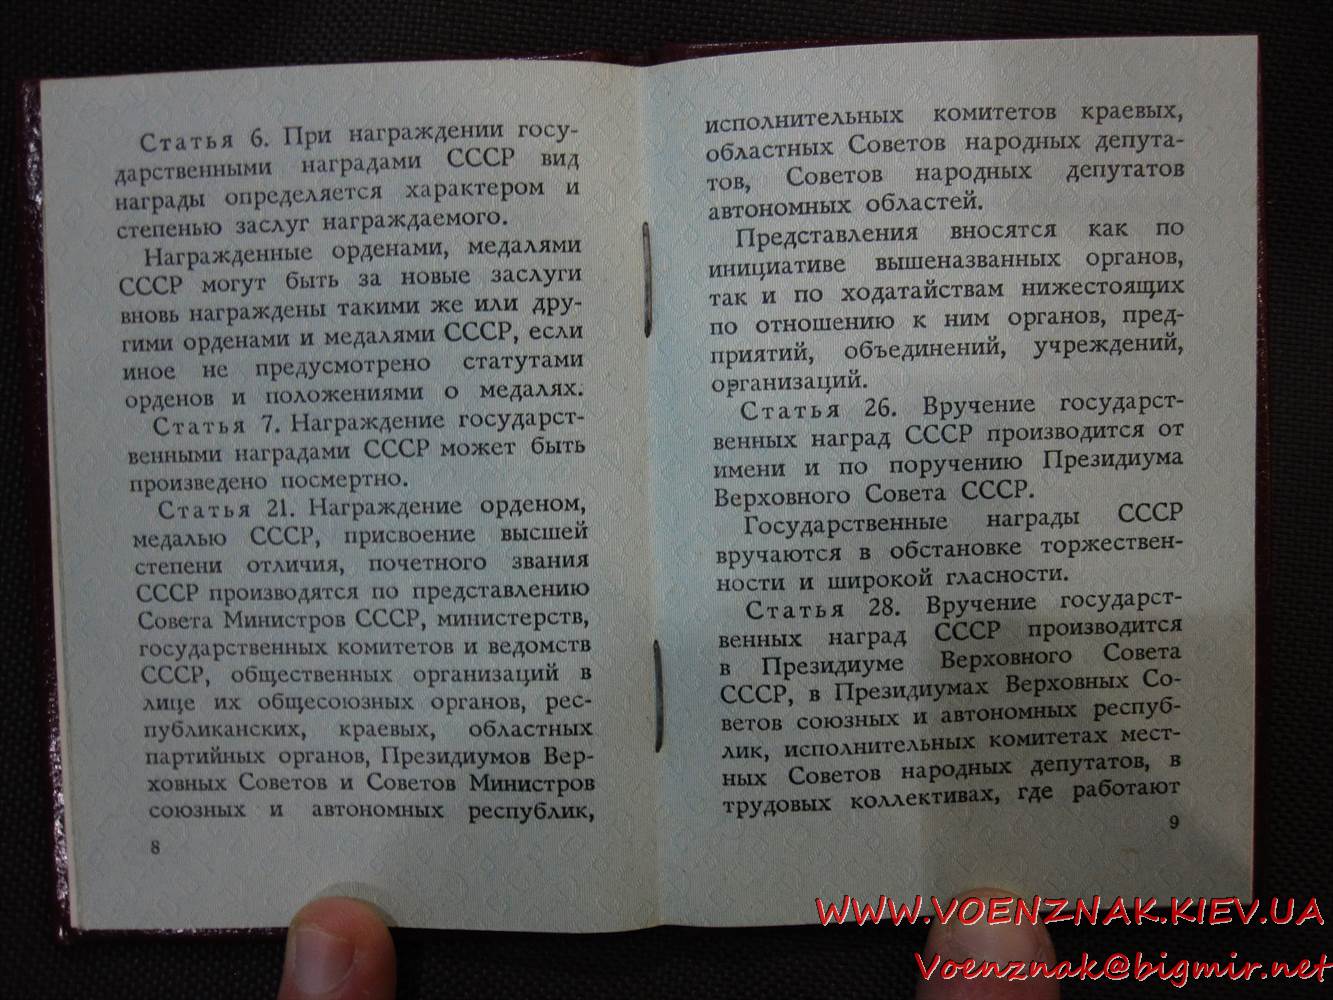 Статья 6. При награждении госу-
дарственными наградами СССР вид
награды определяется характером и
степенью заслуг награждаемого.
Награжденные орденами, медалями
СССР могут быть за новые заслуги
вновь награждены такими же или дру-
гими орденами и медалями СССР, если
иное не предусмотрено статутами
орденов и положениями о медалях.
Статья 7. Награждение государст-
венными наградами СССР может быть
произведено посмертно.
Статья 21. Награждение орденом,
медалью СССР, присвоение высшей
степени отличия, почетного звания
СССР производятся по представлению
Совета Министров СССР, министерств,
государственных комитетов и ведомств
СССР, общественных организаций в
лице их общесоюзных органов, рес-
публиканских, краевых, областных
партийных органов, Президиумов Вер-
ховных Советов и Советов Министров
союзных и автономных республик,
8
исполнительных комитетов краевых,
областных Советов народных депута-
тов, Советов народных депутатов
автономных областей.
Представления вносятся как по
инициативе вышеназванных органов,
так и по ходатайствам нижестоящих
по отношению к ним органов, пред-
приятий, объединений, учреждений,
организаций.
Статья 26. Вручение государст-
венных наград СССР производится от
имени и по поручению Президиума
Верховного Совета СССР.
Государственные награды СССР
вручаются в обстановке торжествен-
ности и широкой гласности.
Статья 28. Вручение государст-
венных наград СССР производится
в Президиуме Верховного Совета
СССР, в Президиумах Верховных Со-
ветов союзных и автономных респуб-
лик, исполнительных комитетах мест-
ных Советов народных депутатов, в
трудовых коллективах, где работают
9
WWW.VOENZNAK.KIEV.UA
Voenznak@bigmir.net